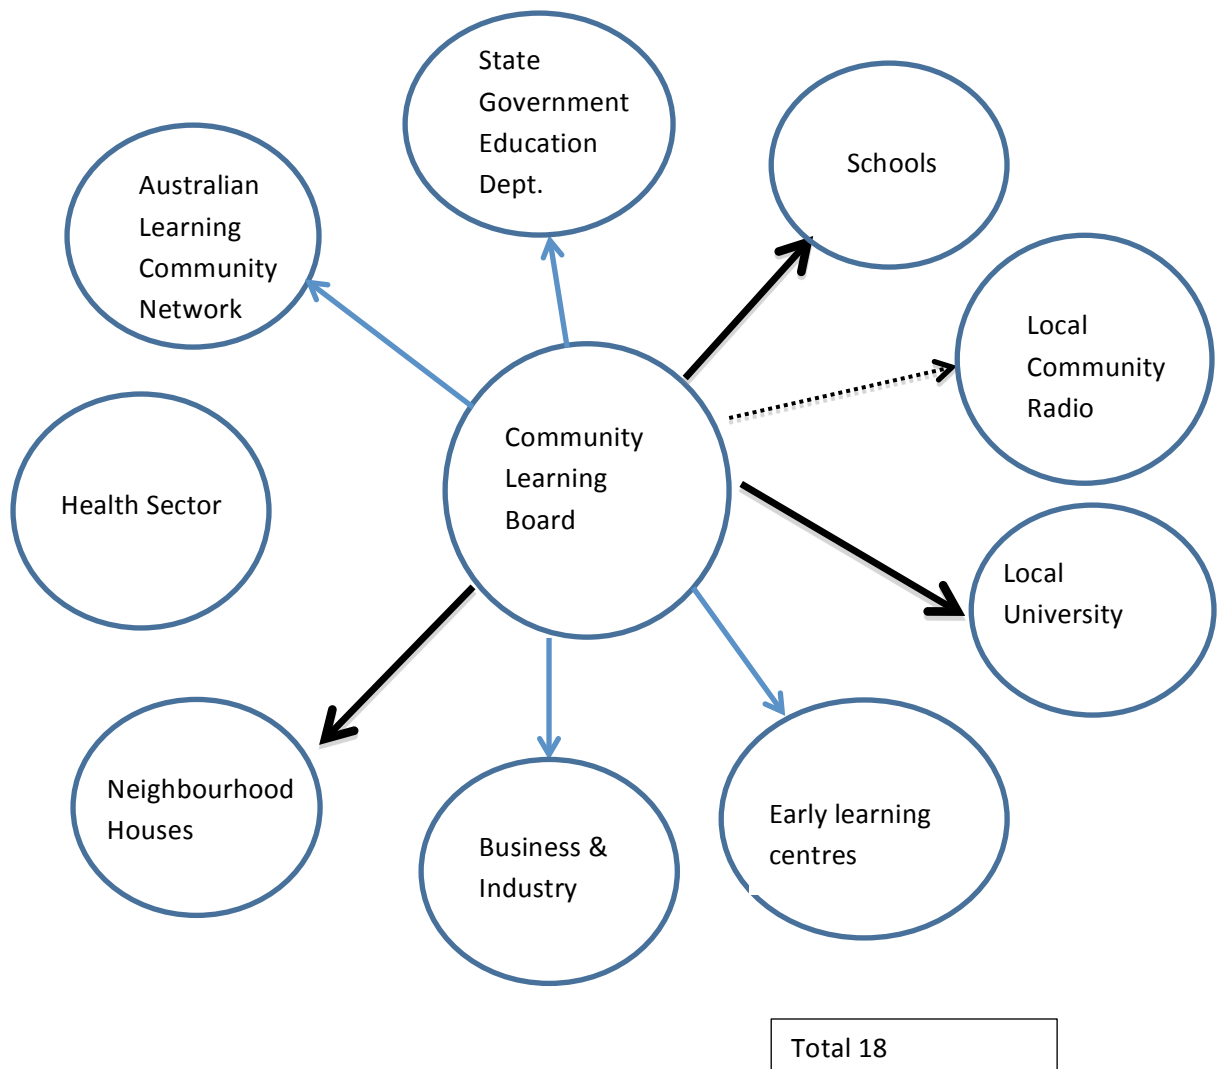 State
Government
Education
Dept.
Schools
Australian
Learning
Community
Network
Local
Community
Radio
Community
Learning
Board
Health Sector
Local
University
Neighbourhood
Houses
Business &
Industry
Early learning
centres
Total 18